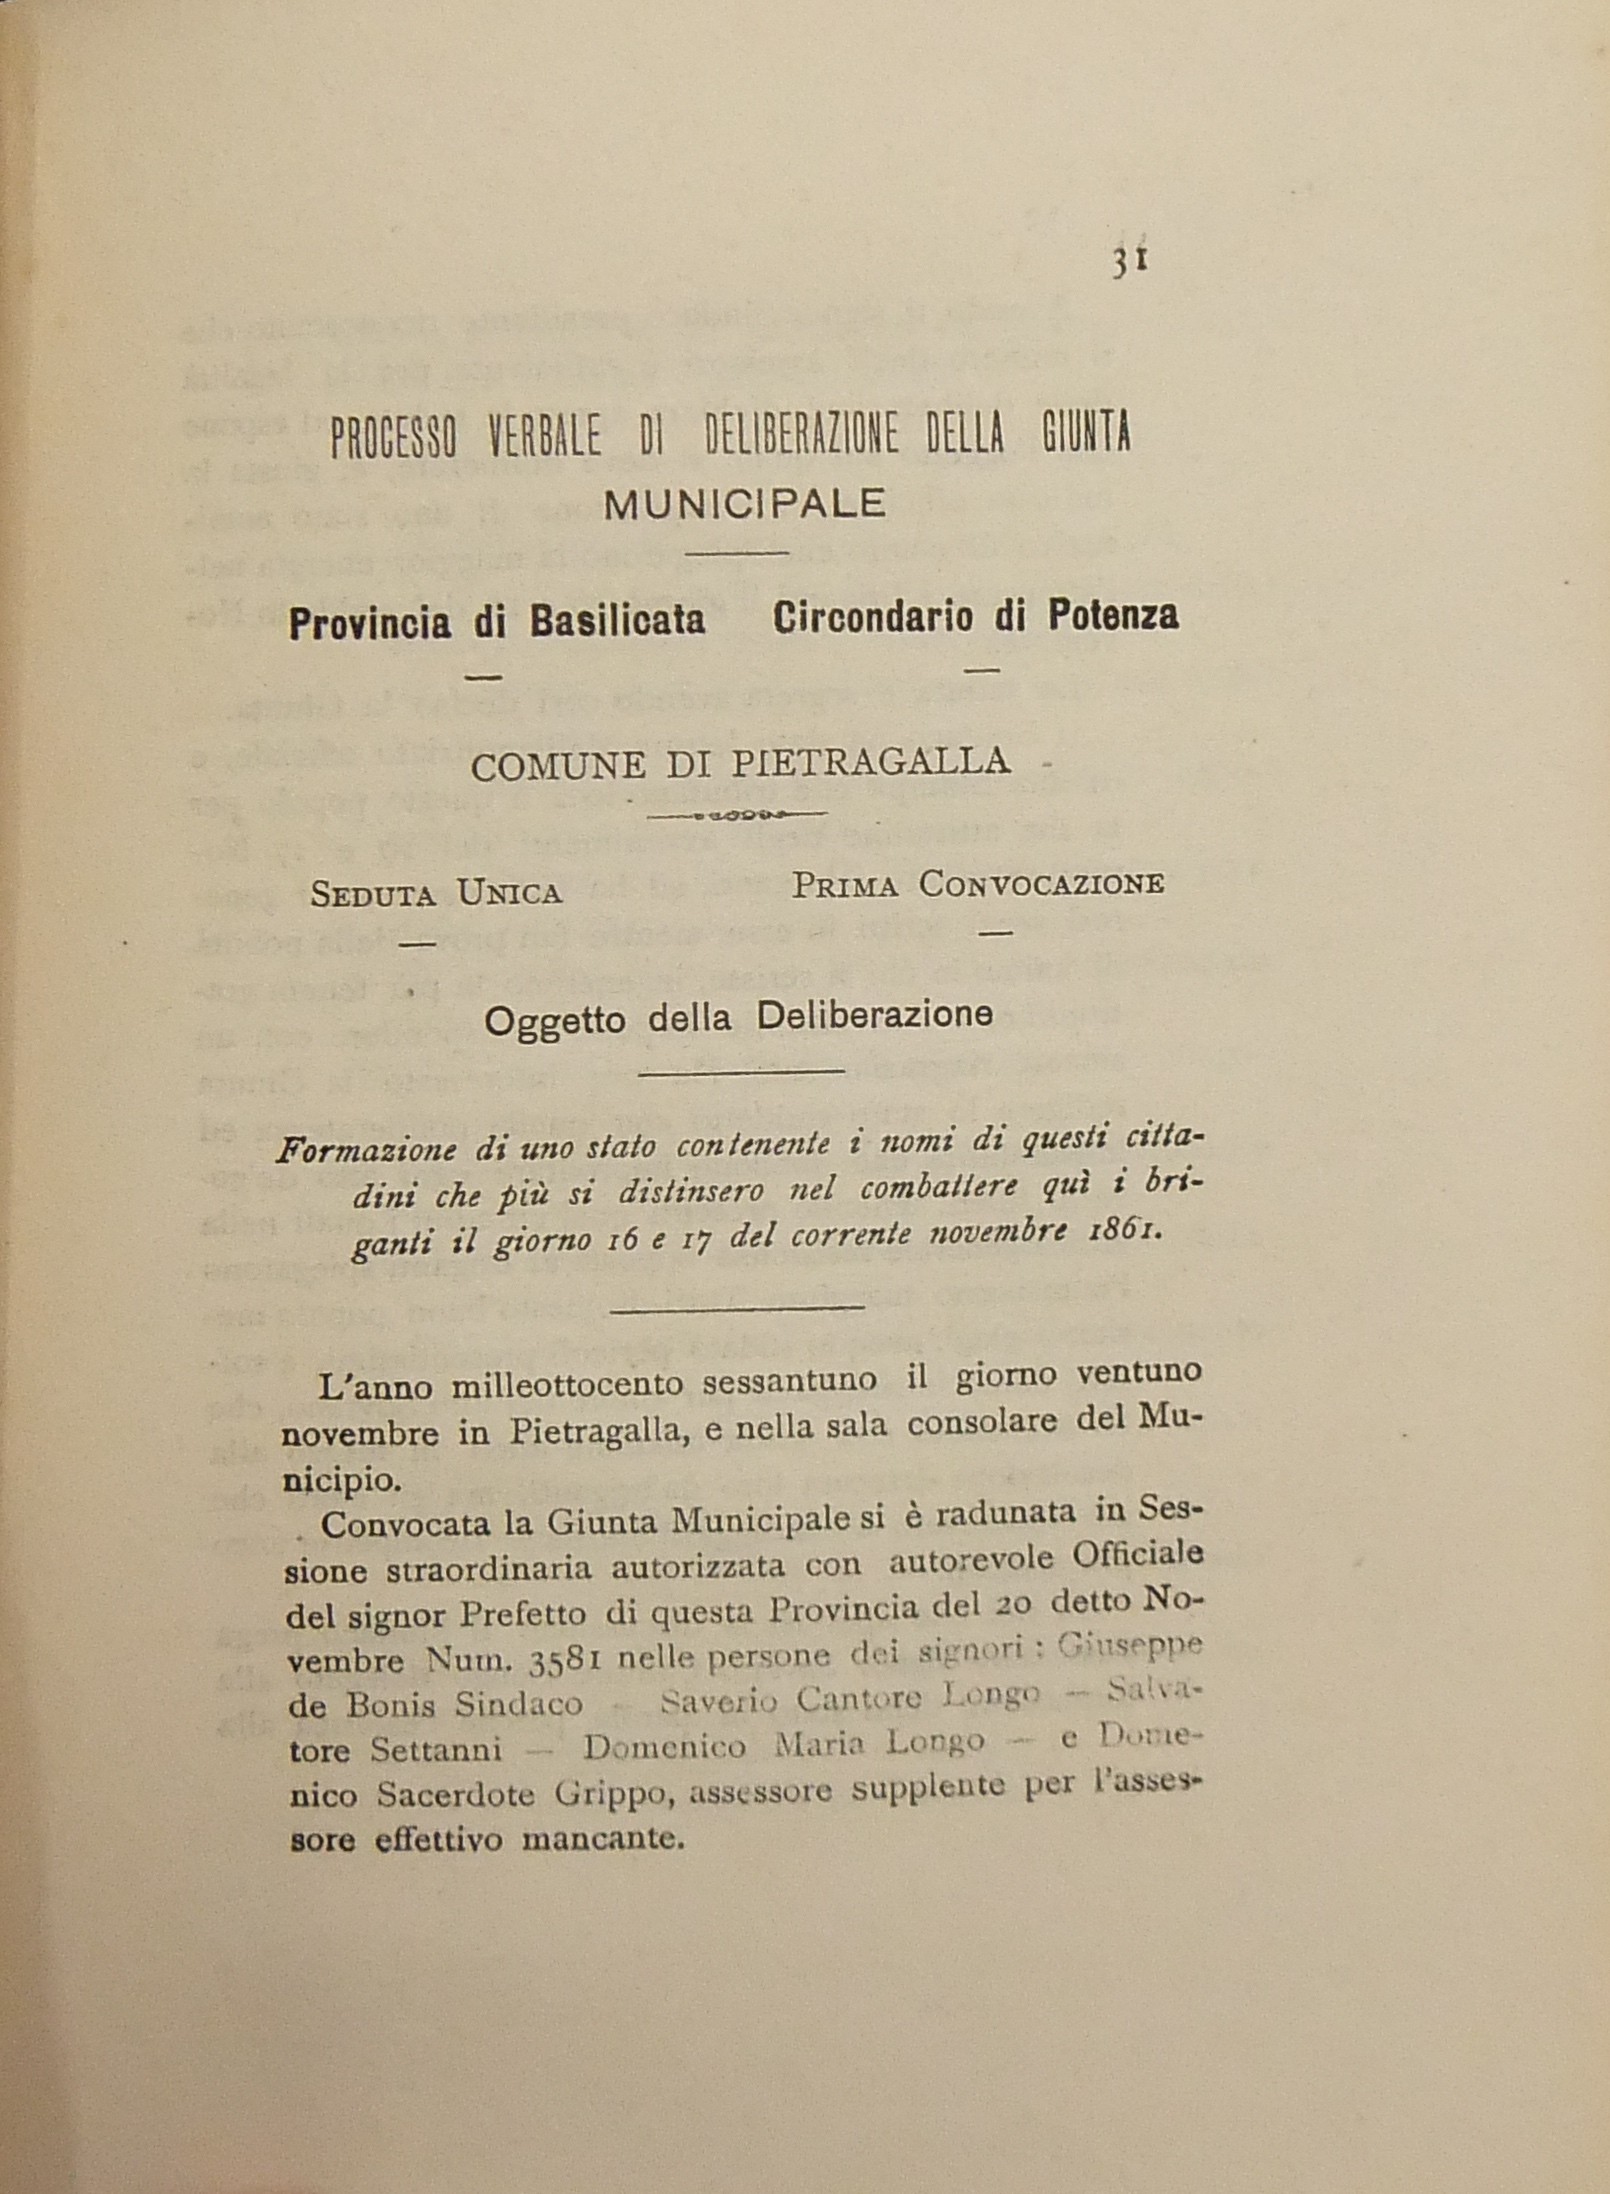 31
PROCESSO VERBALE DI DELIBERAZIONE DELLA GIUNTA
MUNICIPALE
Provincia di Basilicata Circondario di Potenza
COMUNE DI PIETRAGALLA
SEDUTA UNICA PRIMA CONVOCAZIONE
Oggetto della Deliberazione
Formazione di uno stato contenente i nomi di questi citta-
dini che più si distinsero nel combattere quì i bri-
ganti il giorno 16 e 17 del corrente novembre 1861.
L'anno milleottocento sessantuno il giorno ventuno
novembre in Pietragalla, e nella sala consolare del Mu-
nicipio.
Convocata la Giunta Municipale si è radunata in Ses-
sione straordinaria autorizzata con autorevole Officiale
del signor Prefetto di questa Provincia del 20 detto No-
vembre Num. 3581 nelle persone dei signori : Giuseppe
de Bonis Sindaco — Saverio Cantore Longo — Salva-
tore Settanni — Domenico Maria Longo — e Dome-
nico Sacerdote Grippo, assessore supplente per l'asses-
sore effettivo mancante.